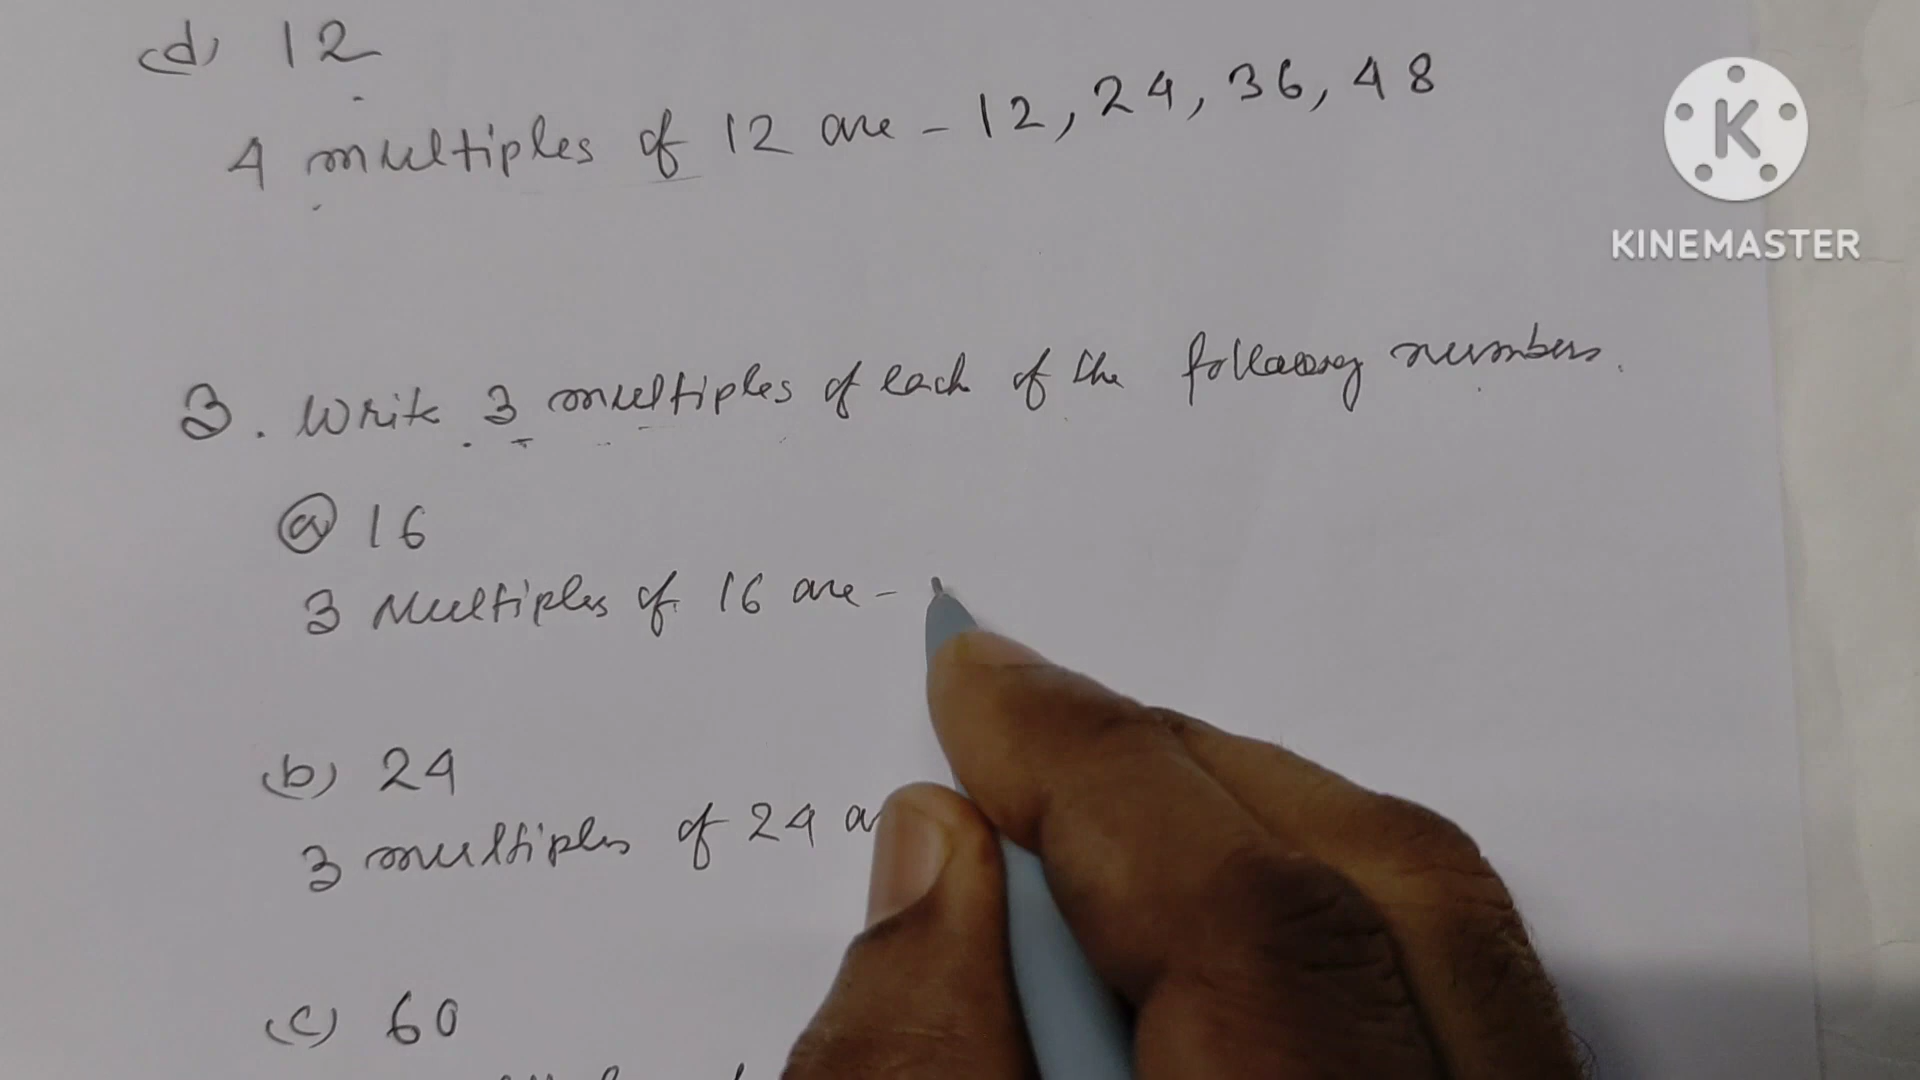 (d) 12
4 multiples of 12 are - 12, 24, 36, 48
K
KINEMASTER
3. Write 3 multiples of each of the following numbers.
(a) 16
3 Multiples of 16 are -
(b) 24
3 multiples of 24 a
(c) 60